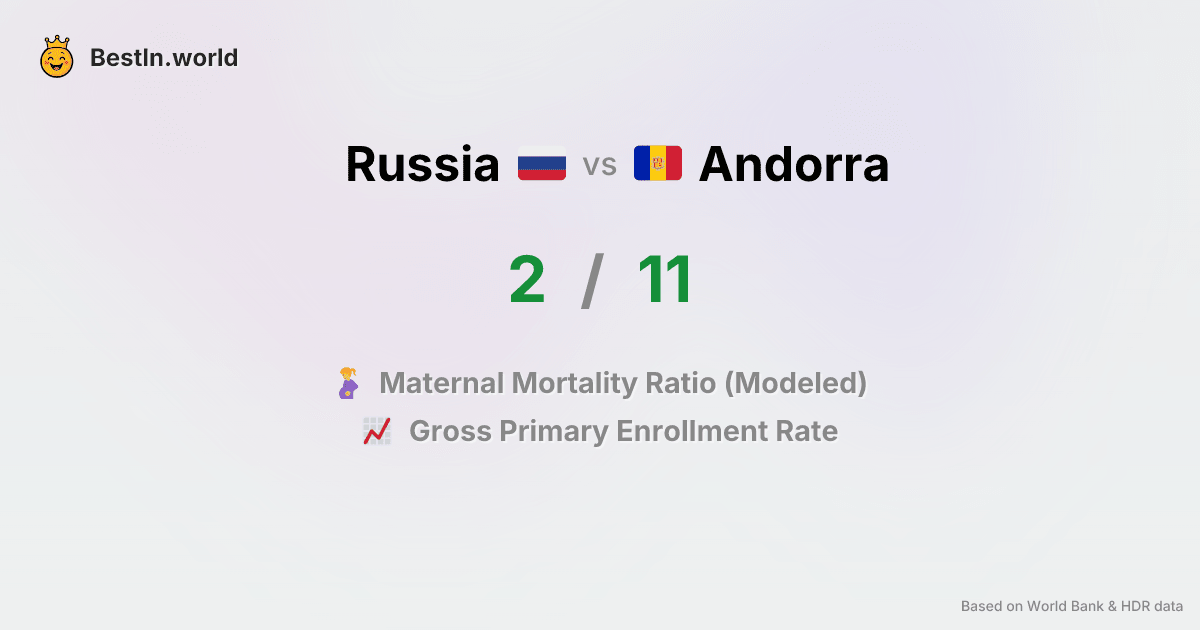 BestIn.world
Russia vs Andorra
2 / 11
Maternal Mortality Ratio (Modeled)
Gross Primary Enrollment Rate
Based on World Bank & HDR data